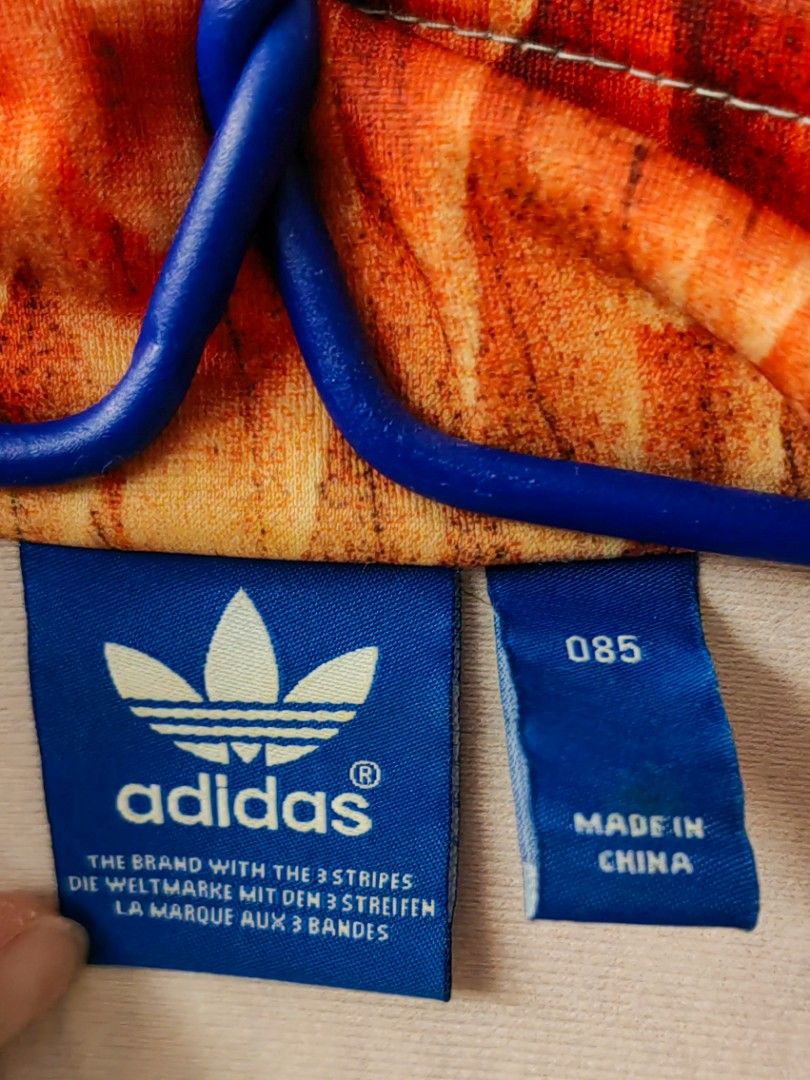 adidas®
THE BRAND WITH THE 3 STRIPES
DIE WELTMARKE MIT DEN 3 STREIFEN
LA MARQUE AUX 3 BANDES
085
MADE IN
CHINA